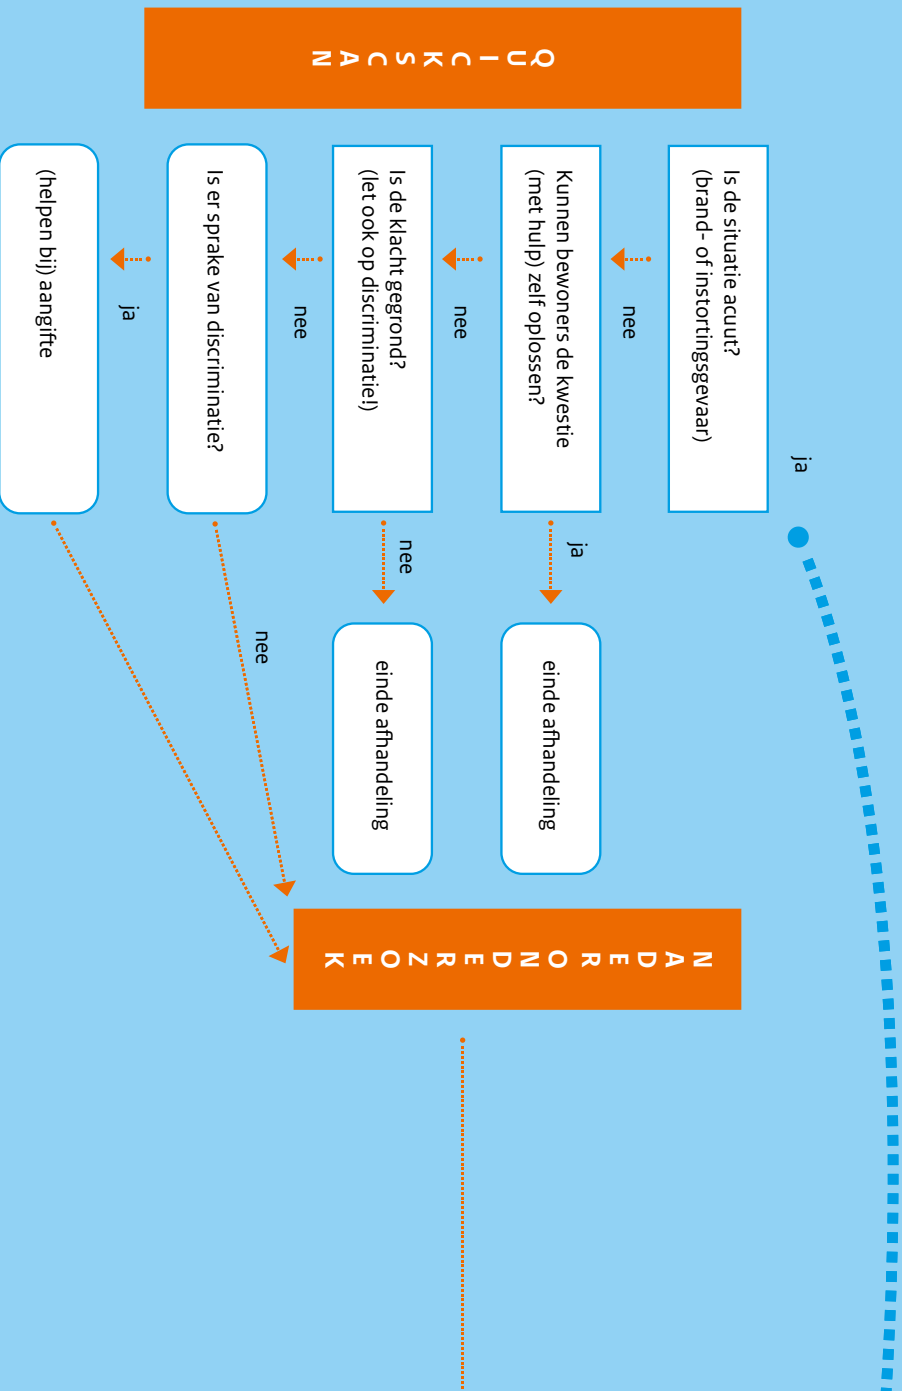 QUICKSCAN
ja
Is de situatie acuut?
(brand- of instortingsgevaar)
nee
Kunnen bewoners de kwestie
(met hulp) zelf oplossen?
ja
einde afhandeling
nee
Is de klacht gegrond?
(let ook op discriminatie!)
nee
einde afhandeling
nee
Is er sprake van discriminatie?
nee
ja
(helpen bij) aangifte
NADER ONDERZOEK